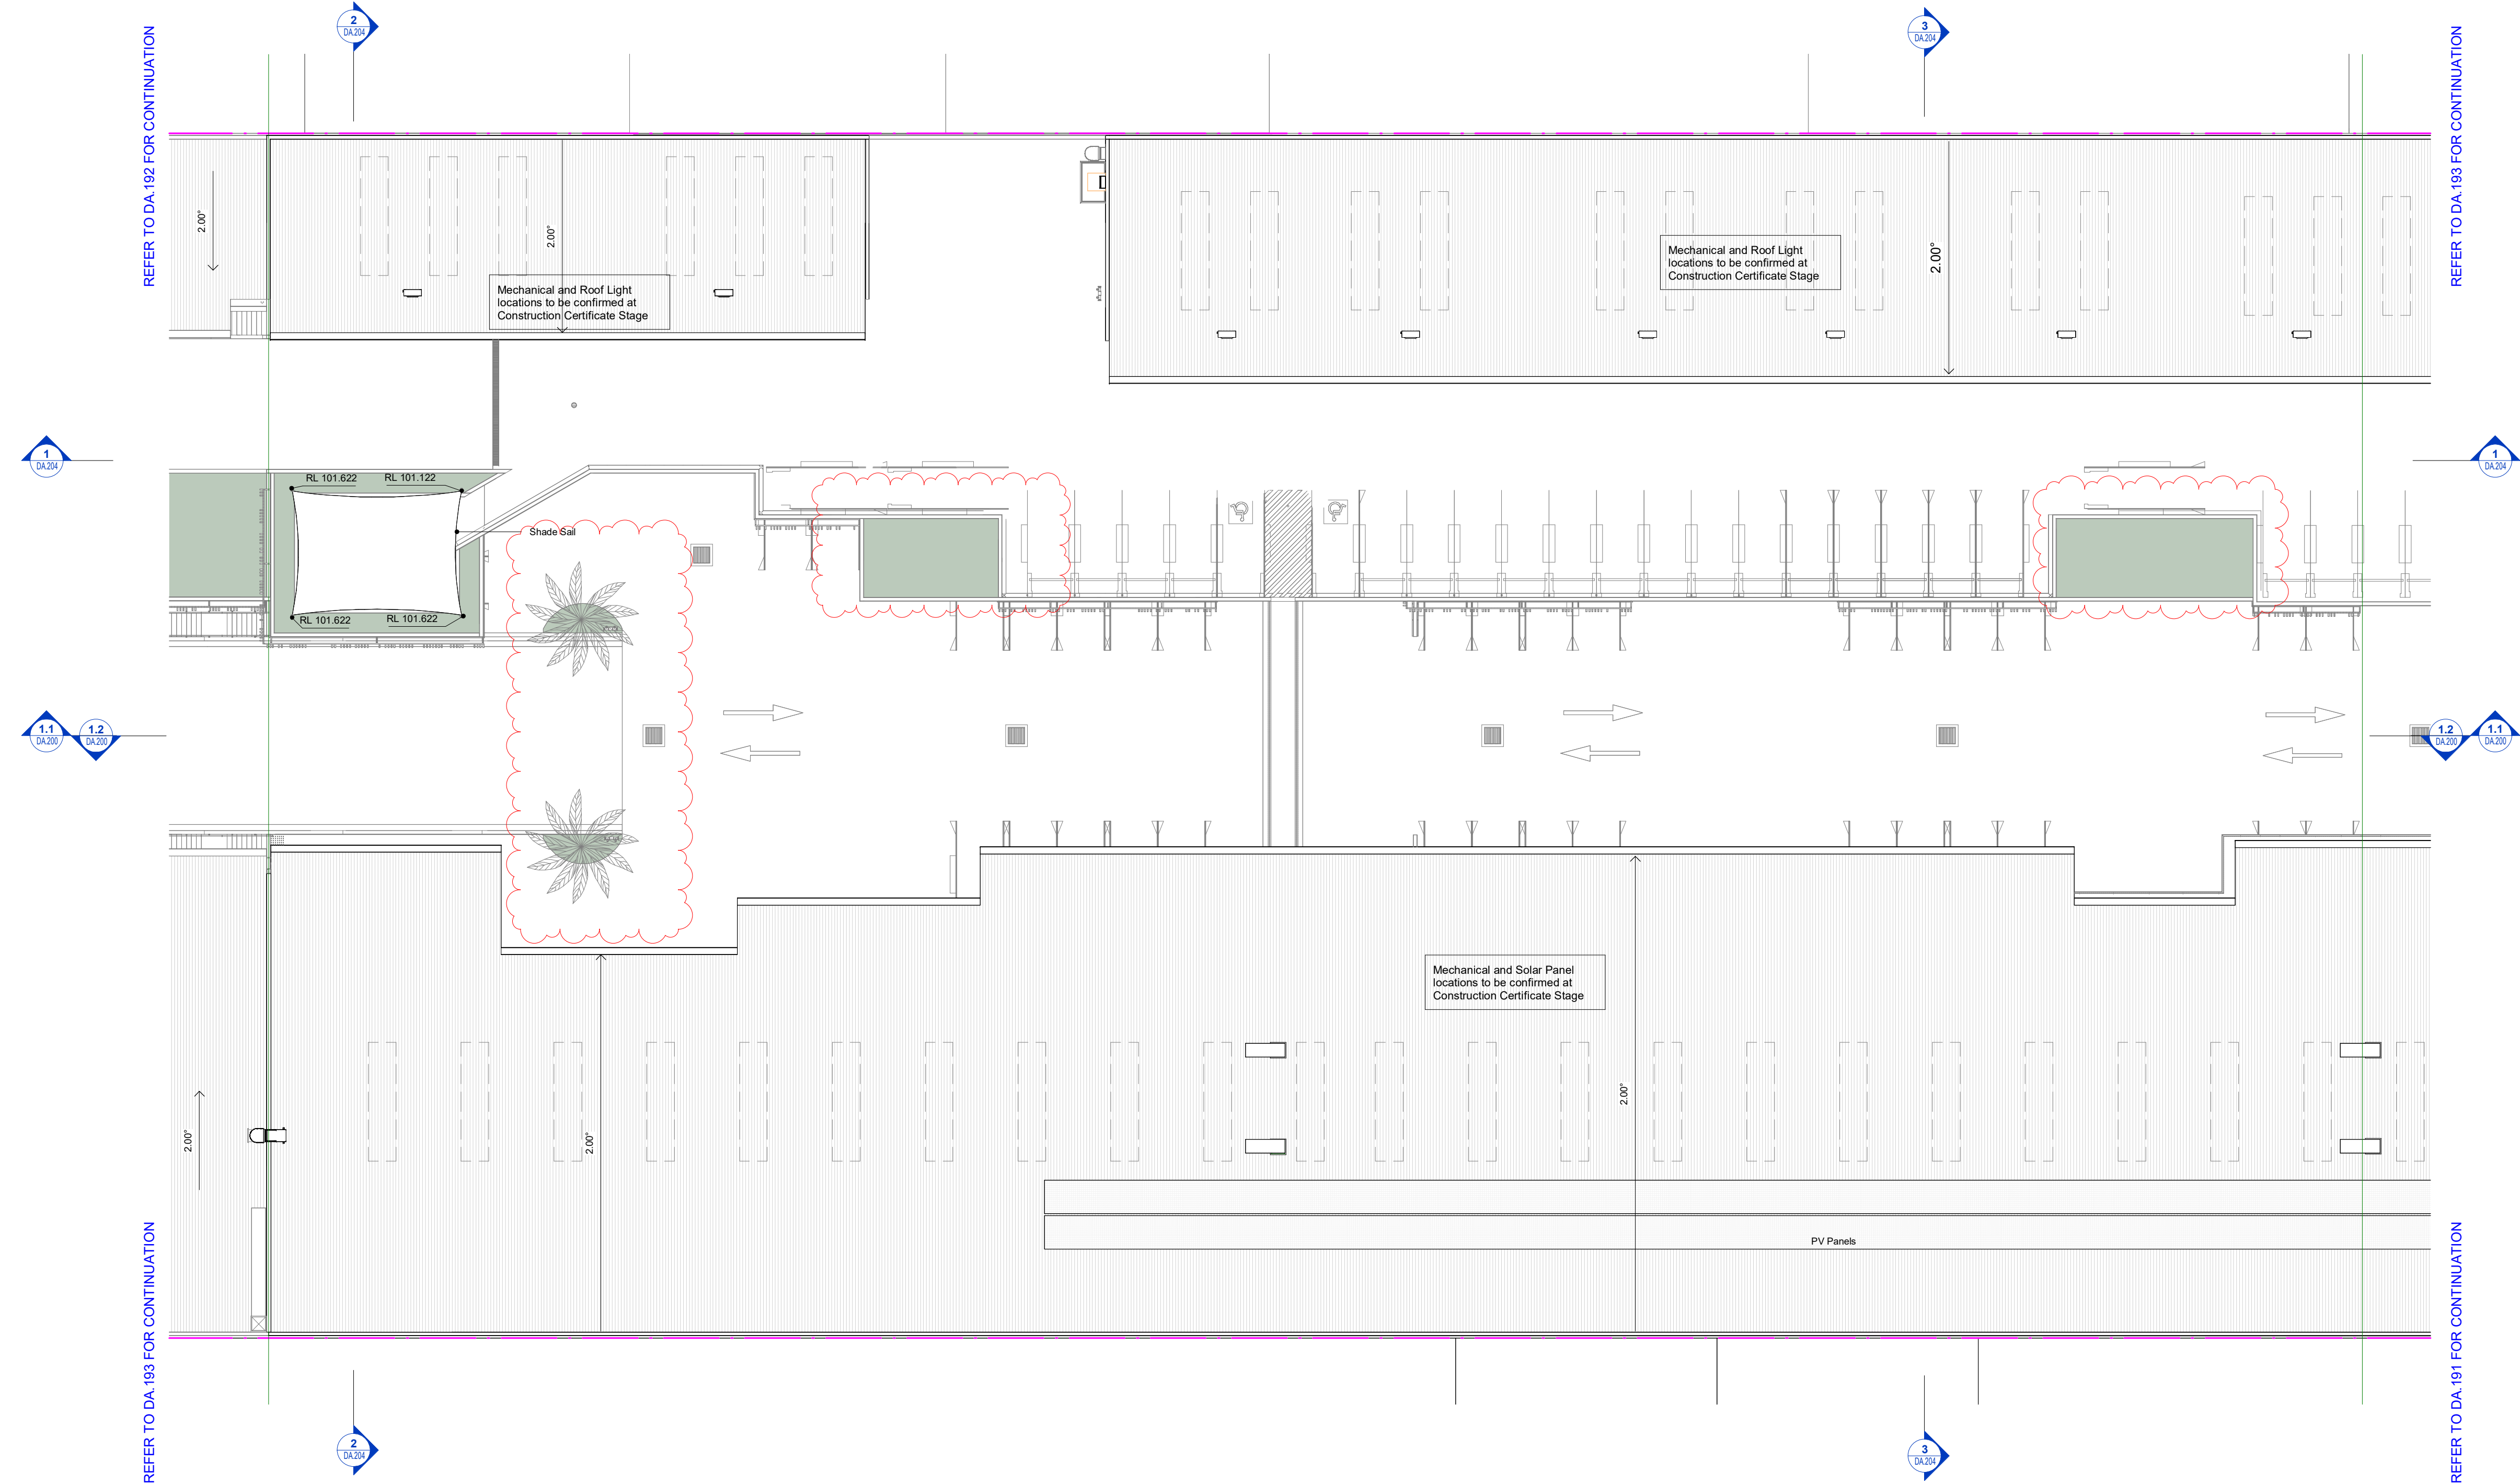 2
DA.204
3
DA.204
REFER TO DA.192 FOR CONTINUATION
REFER TO DA.193 FOR CONTINUATION
2.00°
2.00°
2.00°
Mechanical and Roof Light
locations to be confirmed at
Construction Certificate Stage
Mechanical and Roof Light
locations to be confirmed at
Construction Certificate Stage
1
DA.204
1
DA.204
RL 101.622
RL 101.122
Shade Sail
RL 101.622
RL 101.622
1.1
DA.200
1.2
DA.200
1.2
DA.200
1.1
DA.200
Mechanical and Solar Panel
locations to be confirmed at
Construction Certificate Stage
2.00°
2.00°
2.00°
PV Panels
REFER TO DA.193 FOR CONTINUATION
REFER TO DA.191 FOR CONTINUATION
2
DA.204
3
DA.204